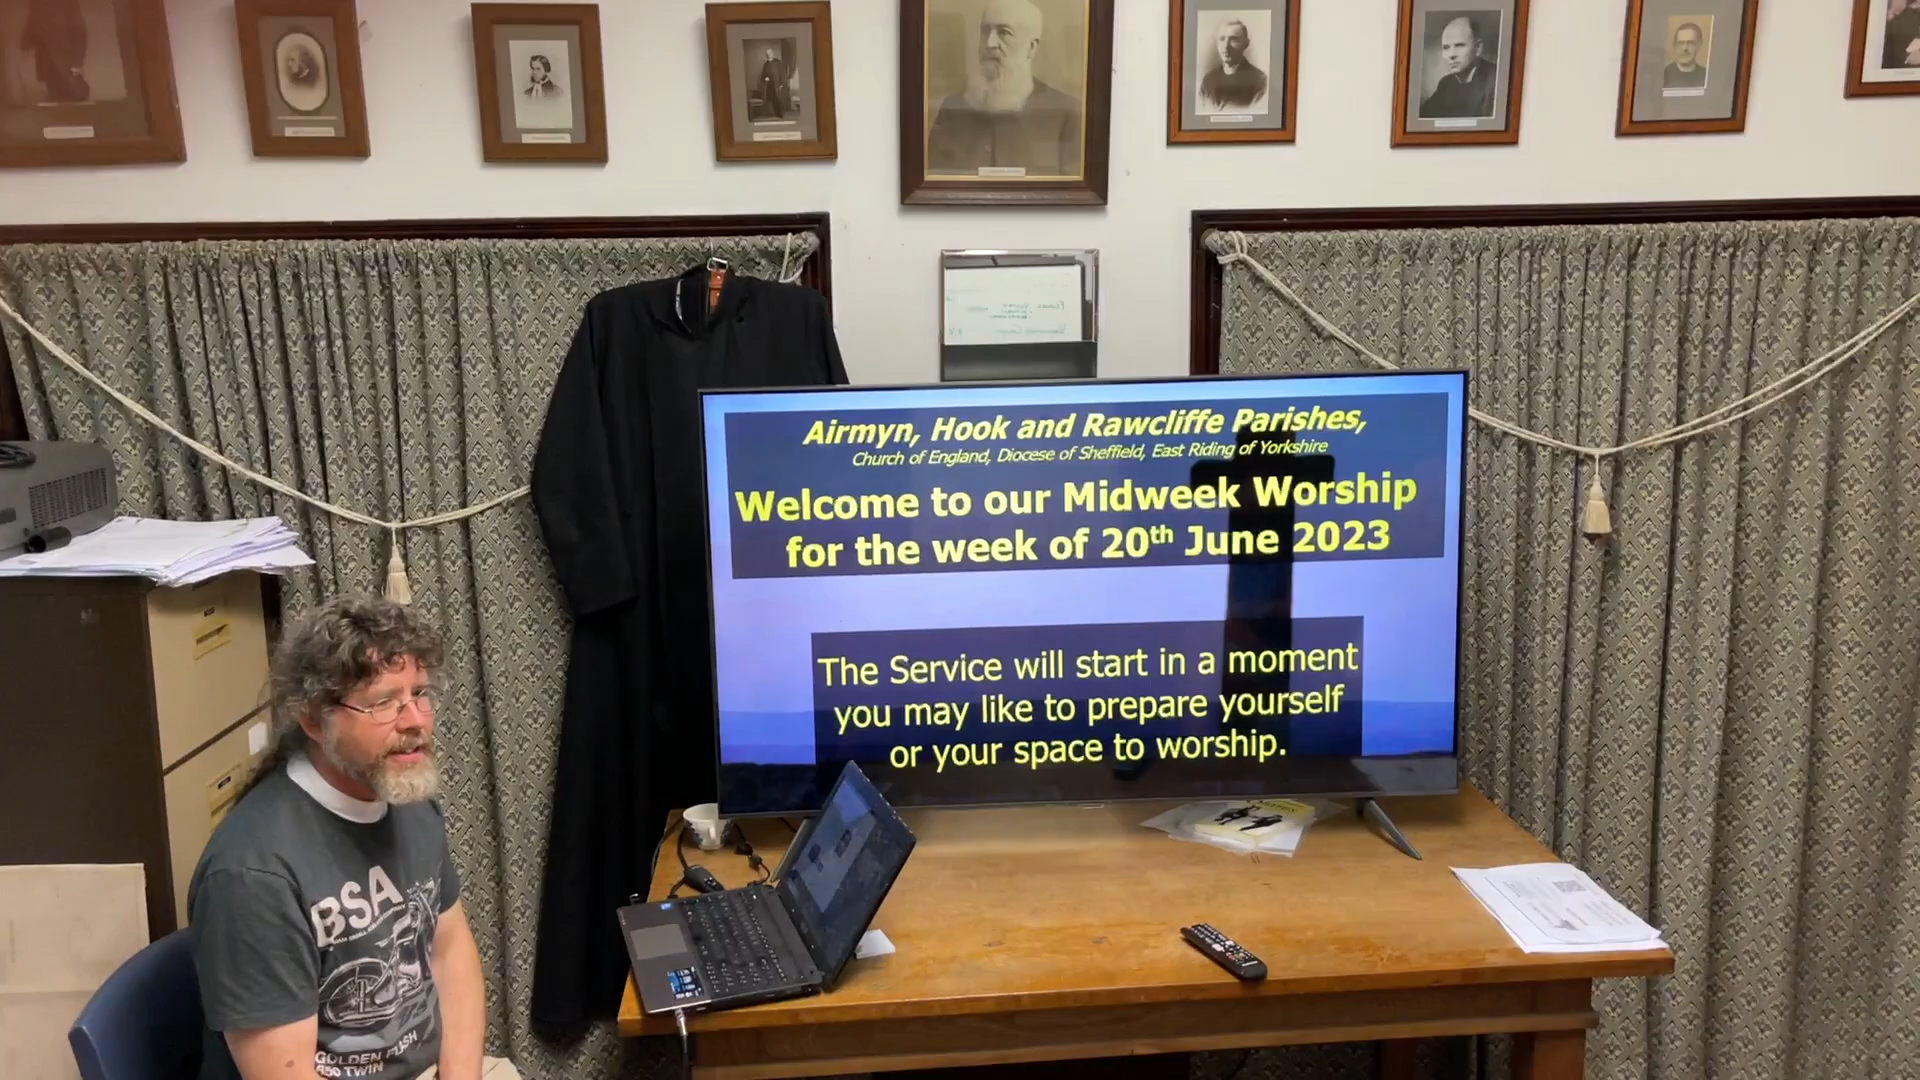 Airmyn, Hook and Rawcliffe Parishes,
Church of England, Diocese of Sheffield, East Riding of Yorkshire
Welcome to our Midweek Worship
for the week of 20th June 2023
The Service will start in a moment
you may like to prepare yourself
or your space to worship.
BSA
GOLDEN FLASH
650 TWIN